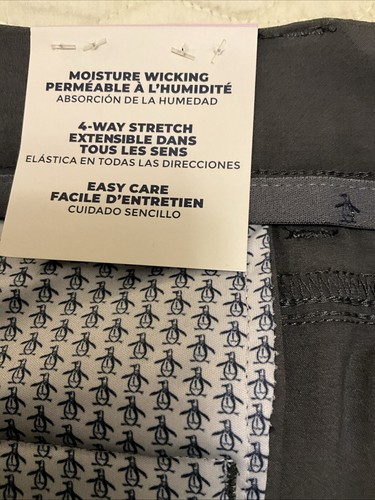 MOISTURE WICKING
PERMÉABLE À L'HUMIDITÉ
ABSORCIÓN DE LA HUMEDAD
4-WAY STRETCH
EXTENSIBLE DANS
TOUS LES SENS
ELÁSTICA EN TODAS LAS DIRECCIONES
EASY CARE
FACILE D'ENTRETIEN
CUIDADO SENCILLO